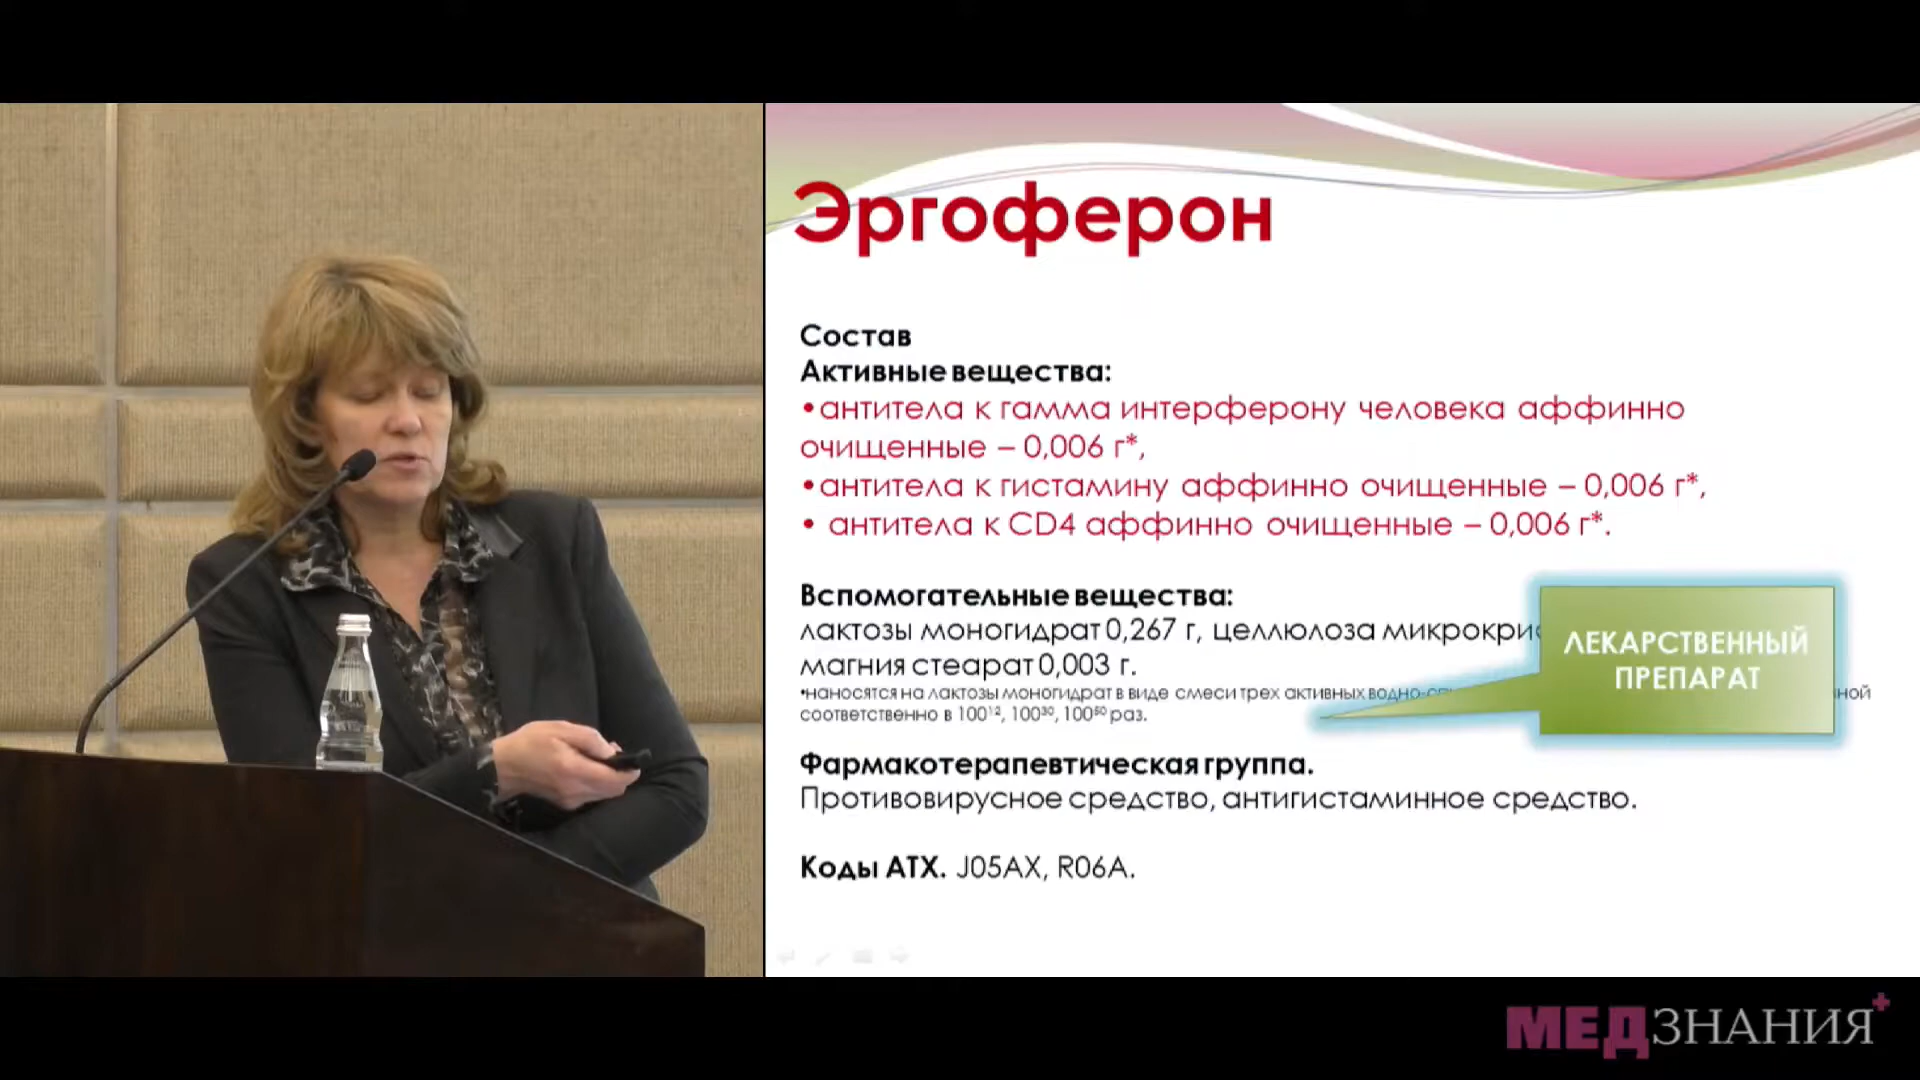 Эргоферон
Состав
Активные вещества:
•антитела к гамма интерферону человека аффинно
очищенные – 0,006 г*,
•антитела к гистамину аффинно очищенные – 0,006 г*,
• антитела к CD4 аффинно очищенные – 0,006 г*.
Вспомогательные вещества:
лактозы моногидрат 0,267 г, целлюлоза
магния стеарат 0,003 г.
•наносятся на лактозы моногидрат в виде смеси трех активных
соответственно в 100¹², 100³⁰, 100⁵⁰ раз.
ЛЕКАРСТВЕННЫЙ
ПРЕПАРАТ
Фармакотерапевтическая группа.
Противовирусное средство, антигистаминное средство.
Коды АТХ. J05AX, R06A.
МЕДЗНАНИЯ+